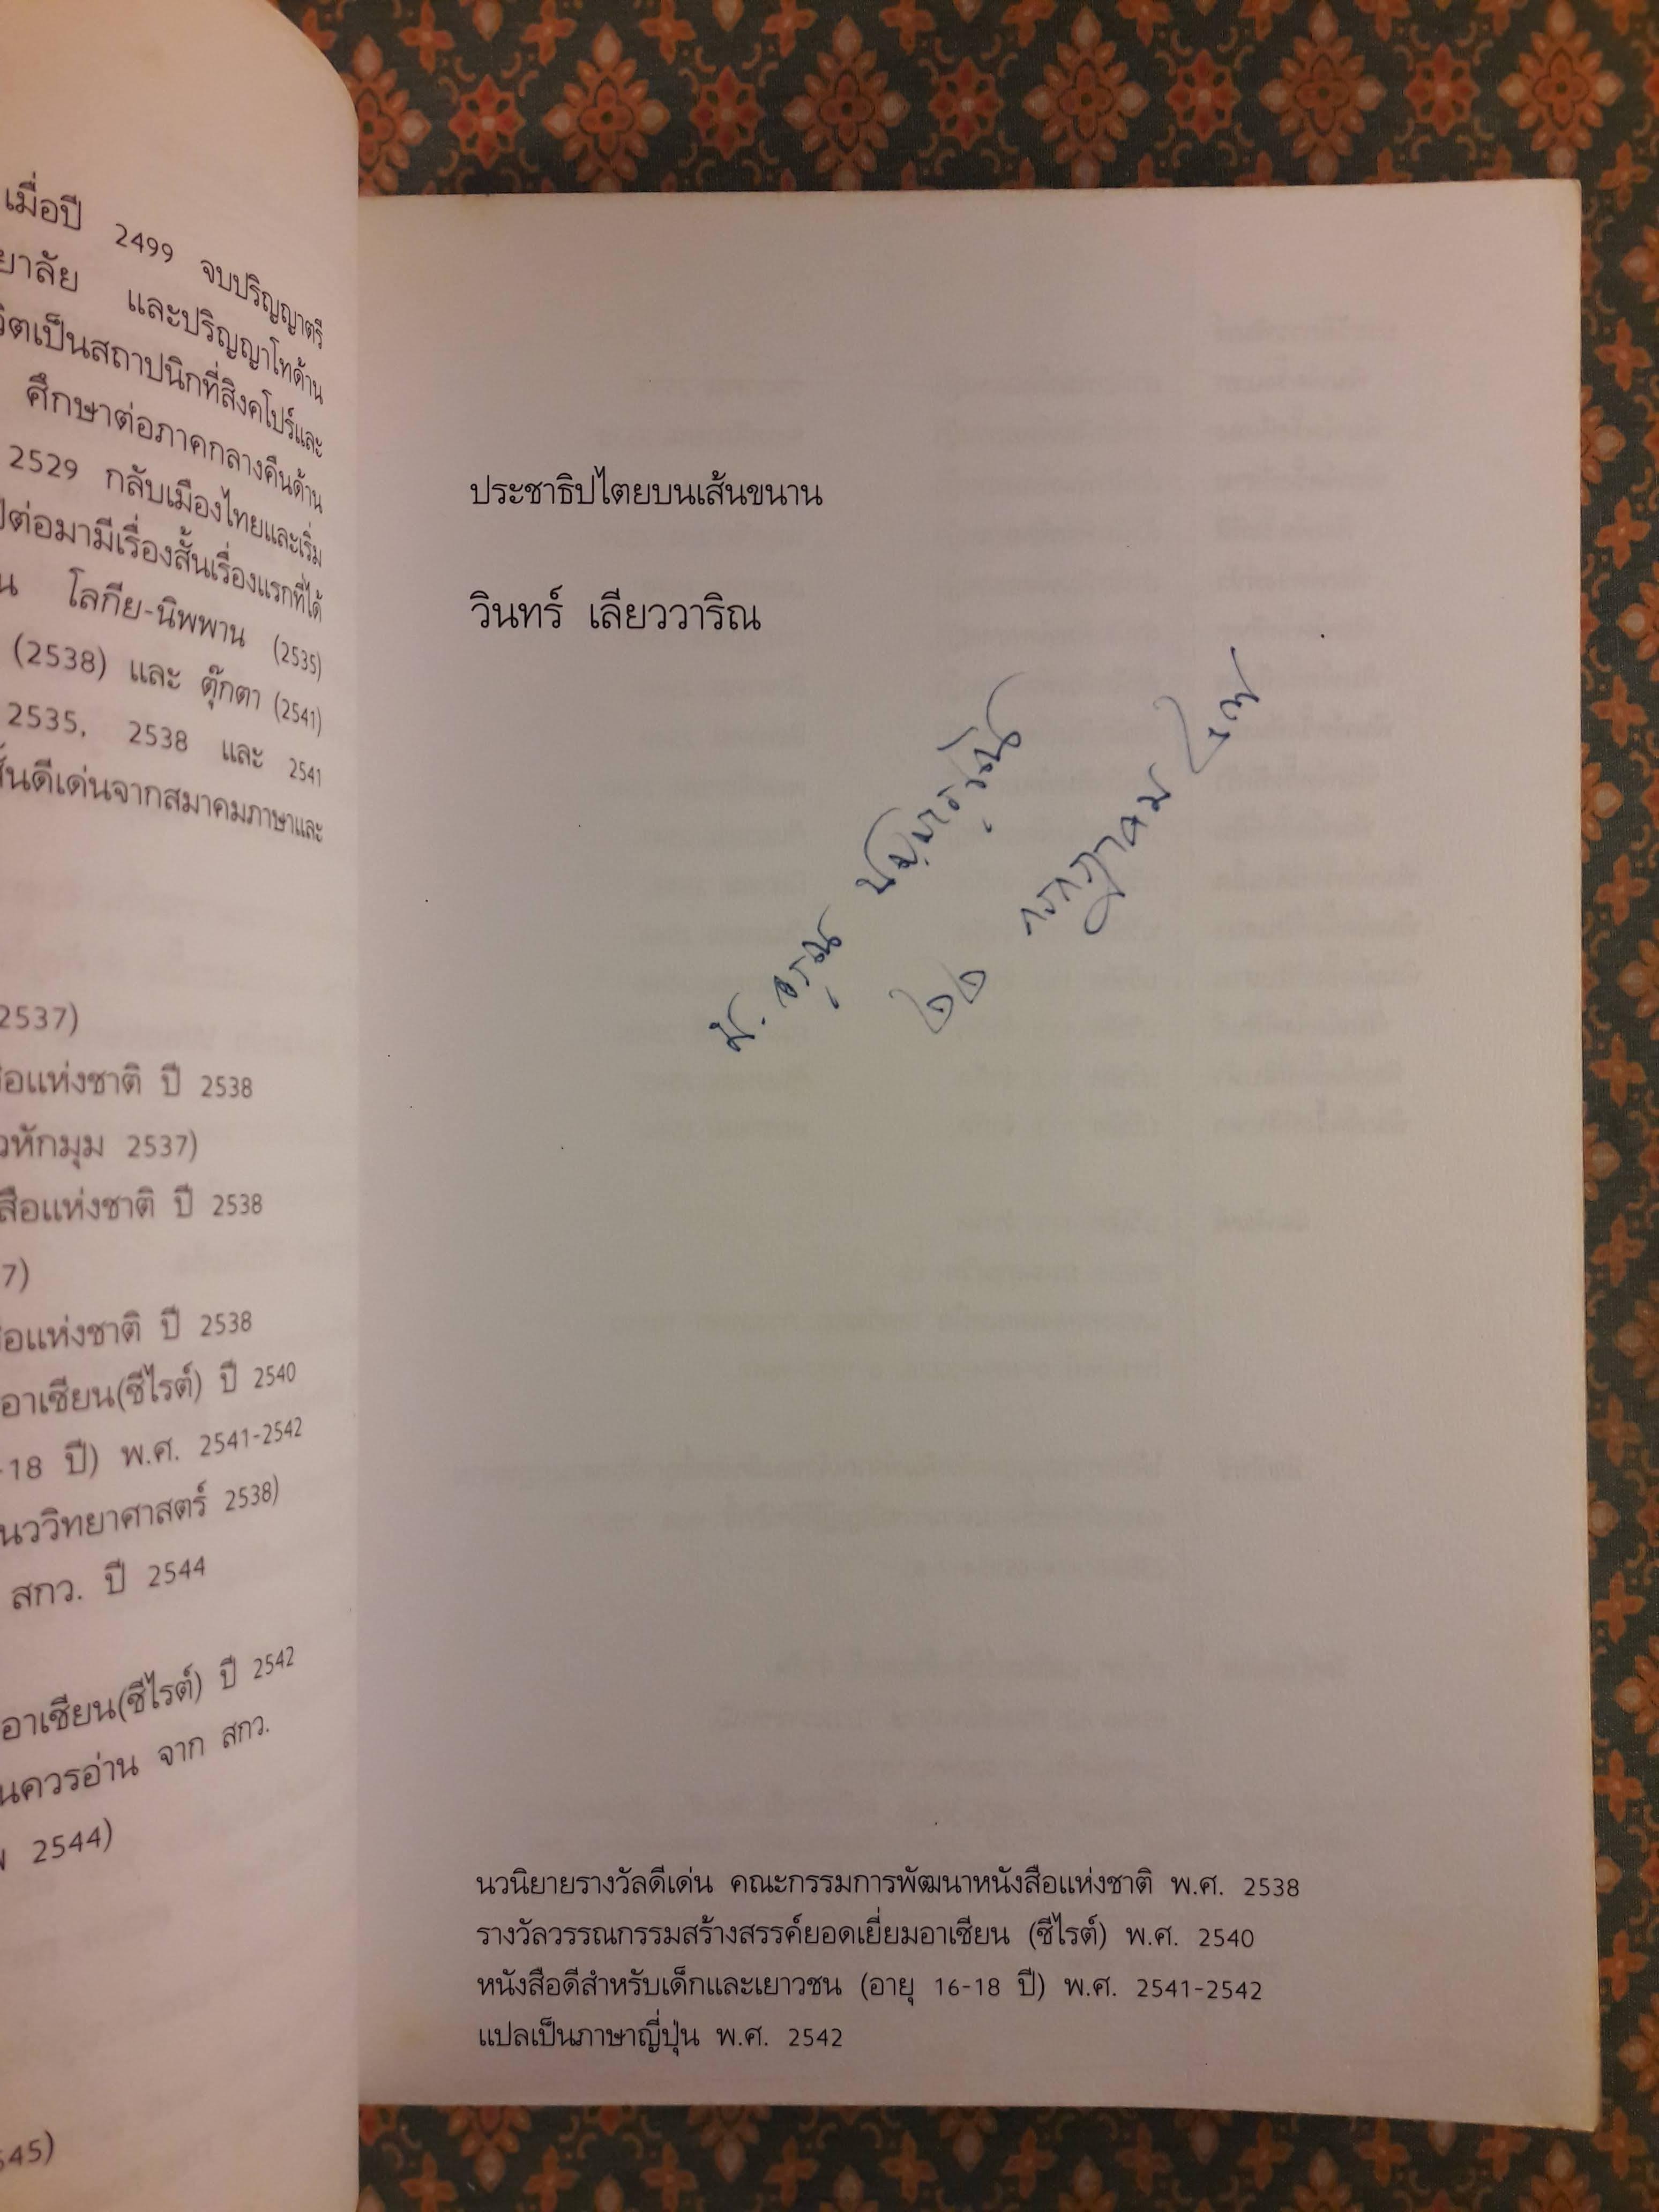 เมื่อปี 2499 จบปริญญาตรี
ยาลัย และปริญญาโทด้าน
วิตเป็นสถาปนิกที่สิงคโปร์และ
ศึกษาต่อภาคกลางคืนด้าน
2529 กลับเมืองไทยและเริ่ม
ปีต่อมามีเรื่องสั้นเรื่องแรกที่ได้
น โลกีย-นิพพาน (2535)
(2538) และ ตุ๊กตา (2541)
2535, 2538 และ 2541
สั้นดีเด่นจากสมาคมภาษาและ
2537)
สือแห่งชาติ ปี 2538
วหักมุม 2537)
สือแห่งชาติ ปี 2538
7)
สือแห่งชาติ ปี 2538
อาเซียน(ซีไรต์) ปี 2540
-18 ปี) พ.ศ. 2541-2542
นววิทยาศาสตร์ 2538)
สกว. ปี 2544
อาเซียน(ซีไรต์) ปี 2542
นควรอ่าน จาก สกว.
2544)
545)
ประชาธิปไตยบนเส้นขนาน
วินทร์ เลียววาริณ
๒๐ กรกฎาคม
นวนิยายรางวัลดีเด่น คณะกรรมการพัฒนาหนังสือแห่งชาติ พ.ศ. 2538
รางวัลวรรณกรรมสร้างสรรค์ยอดเยี่ยมอาเซียน (ซีไรต์) พ.ศ. 2540
หนังสือดีสำหรับเด็กและเยาวชน (อายุ 16-18 ปี) พ.ศ. 2541-2542
แปลเป็นภาษาญี่ปุ่น พ.ศ. 2542